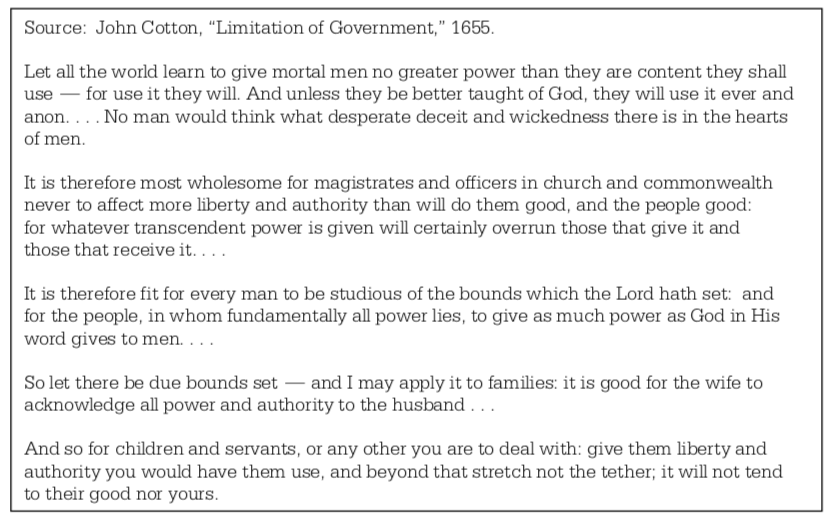 Source: John Cotton, “Limitation of Government,” 1655.
Let all the world learn to give mortal men no greater power than they are content they shall
use — for use it they will. And unless they be better taught of God, they will use it ever and
anon. . . . No man would think what desperate deceit and wickedness there is in the hearts
of men.
It is therefore most wholesome for magistrates and officers in church and commonwealth
never to affect more liberty and authority than will do them good, and the people good:
for whatever transcendent power is given will certainly overrun those that give it and
those that receive it. . . .
It is therefore fit for every man to be studious of the bounds which the Lord hath set: and
for the people, in whom fundamentally all power lies, to give as much power as God in His
word gives to men. . . .
So let there be due bounds set — and I may apply it to families: it is good for the wife to
acknowledge all power and authority to the husband . . .
And so for children and servants, or any other you are to deal with: give them liberty and
authority you would have them use, and beyond that stretch not the tether; it will not tend
to their good nor yours.